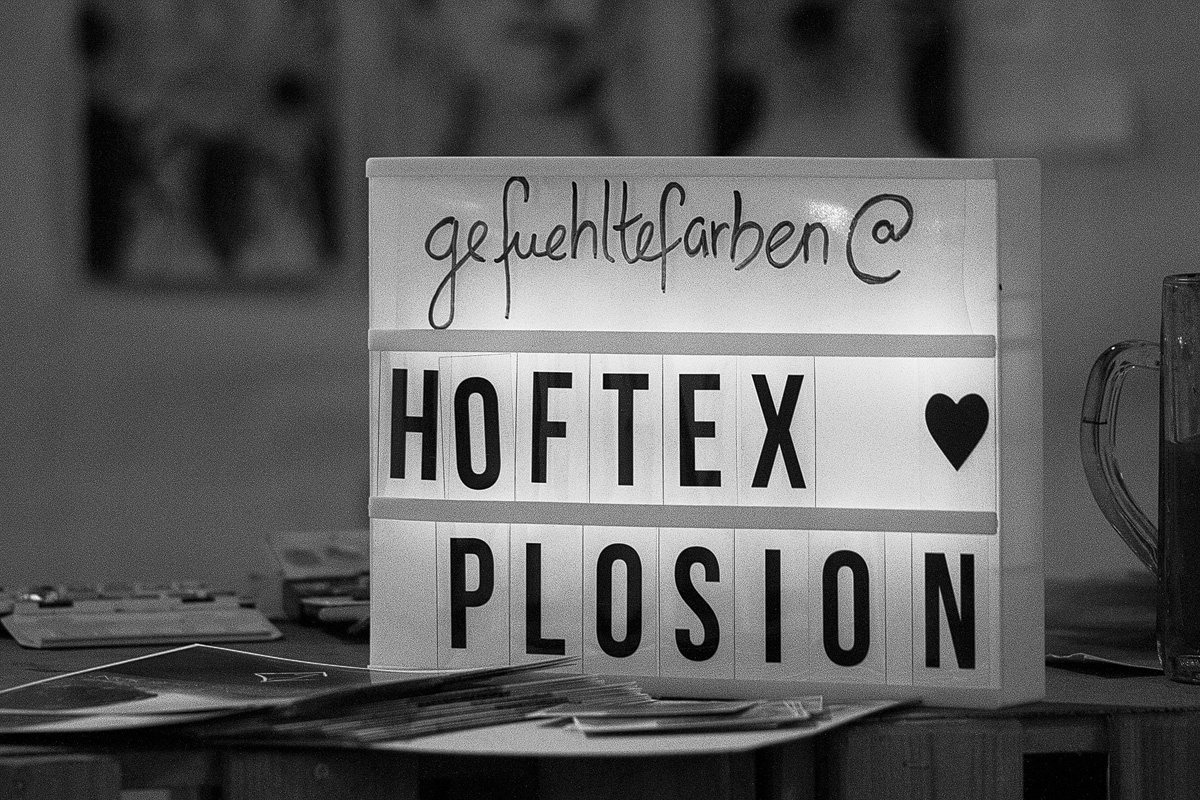 gefuehltefarben @
HOFTEX ♥
PLOSION